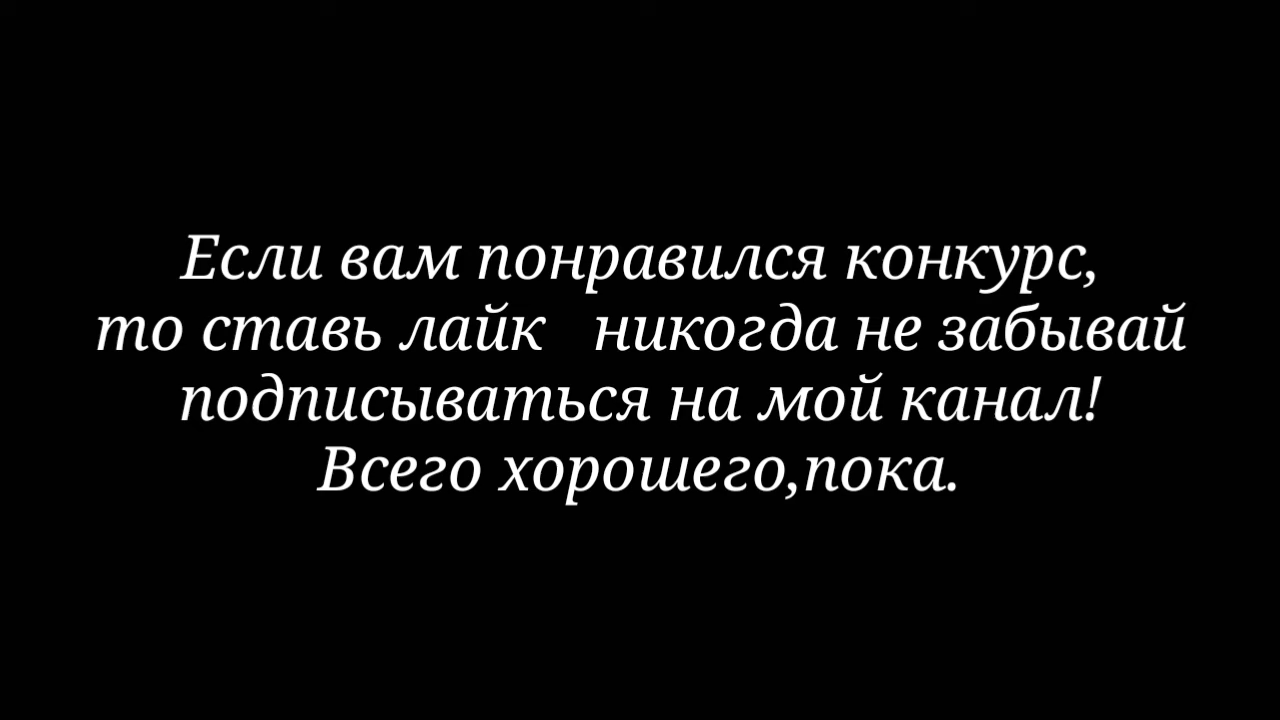 Если вам понравился конкурс,
то ставь лайк   никогда не забывай
подписываться на мой канал!
Всего хорошего,пока.